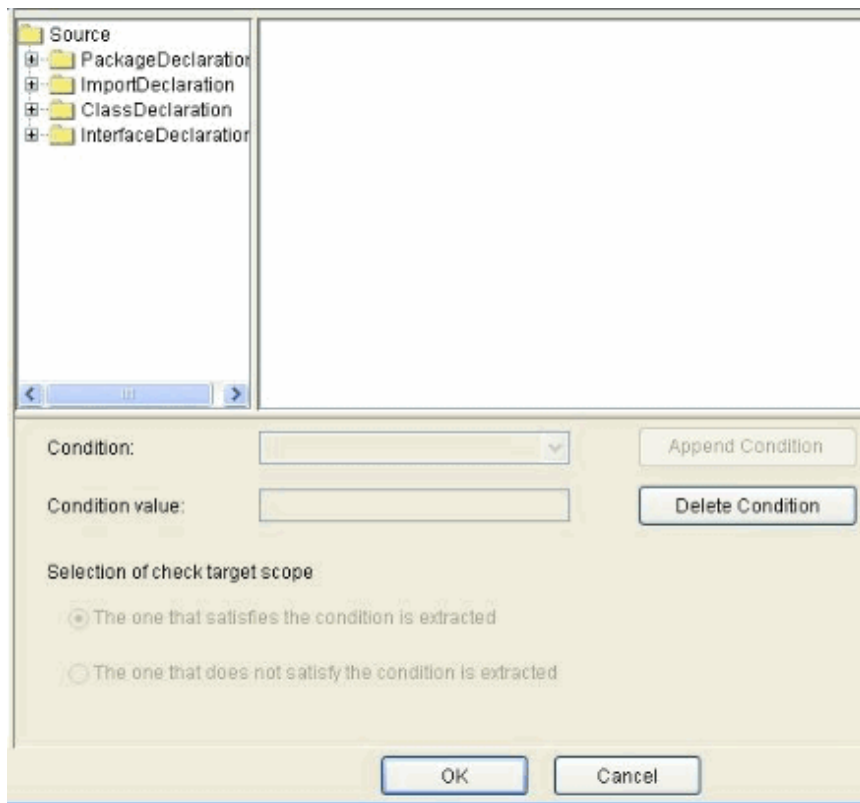 Source
PackageDeclaration
ImportDeclaration
ClassDeclaration
InterfaceDeclaration
Condition:
Append Condition
Condition value:
Delete Condition
Selection of check target scope
The one that satisfies the condition is extracted
The one that does not satisfy the condition is extracted
OK
Cancel